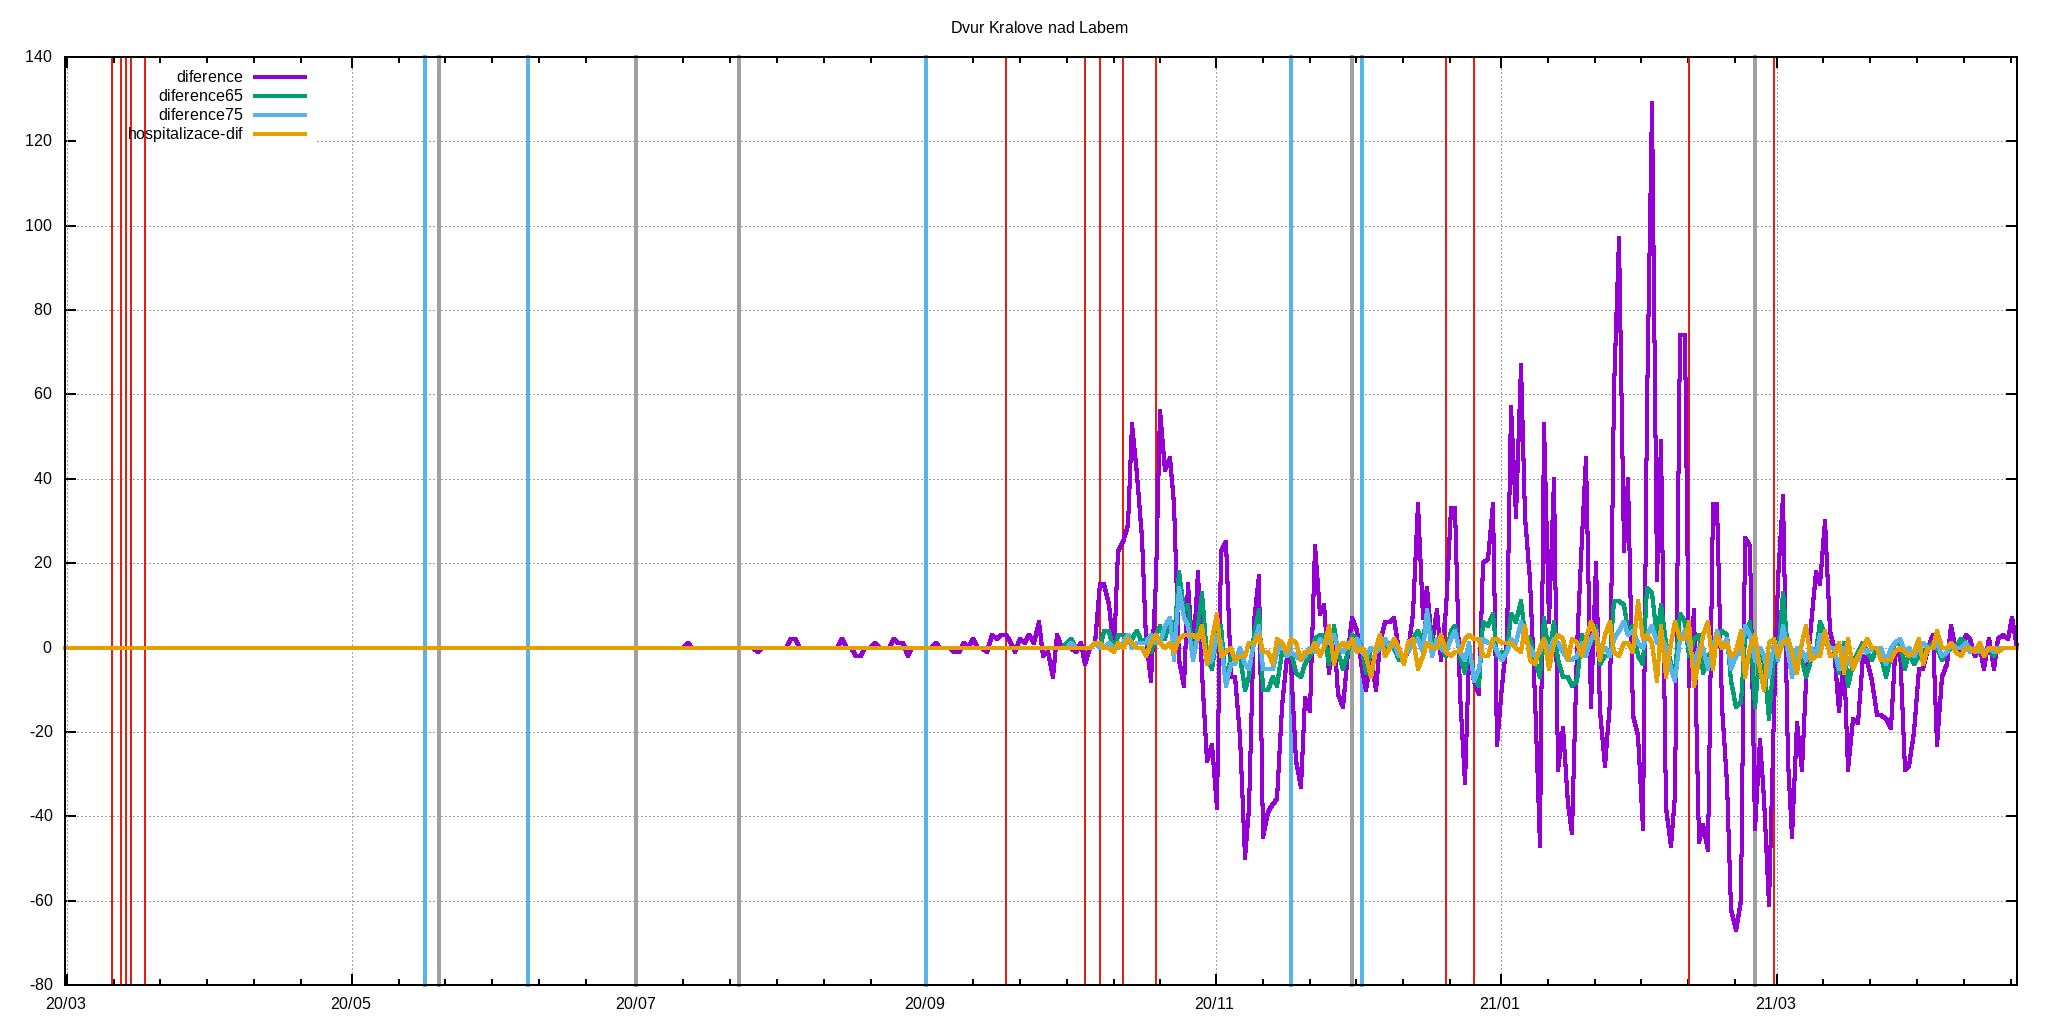 Dvur Kralove nad Labem
diference
diference65
diference75
hospitalizace-dif
140
120
100
80
60
40
20
0
-20
-40
-60
-80
20/03 20/05 20/07 20/09 20/11 21/01 21/03